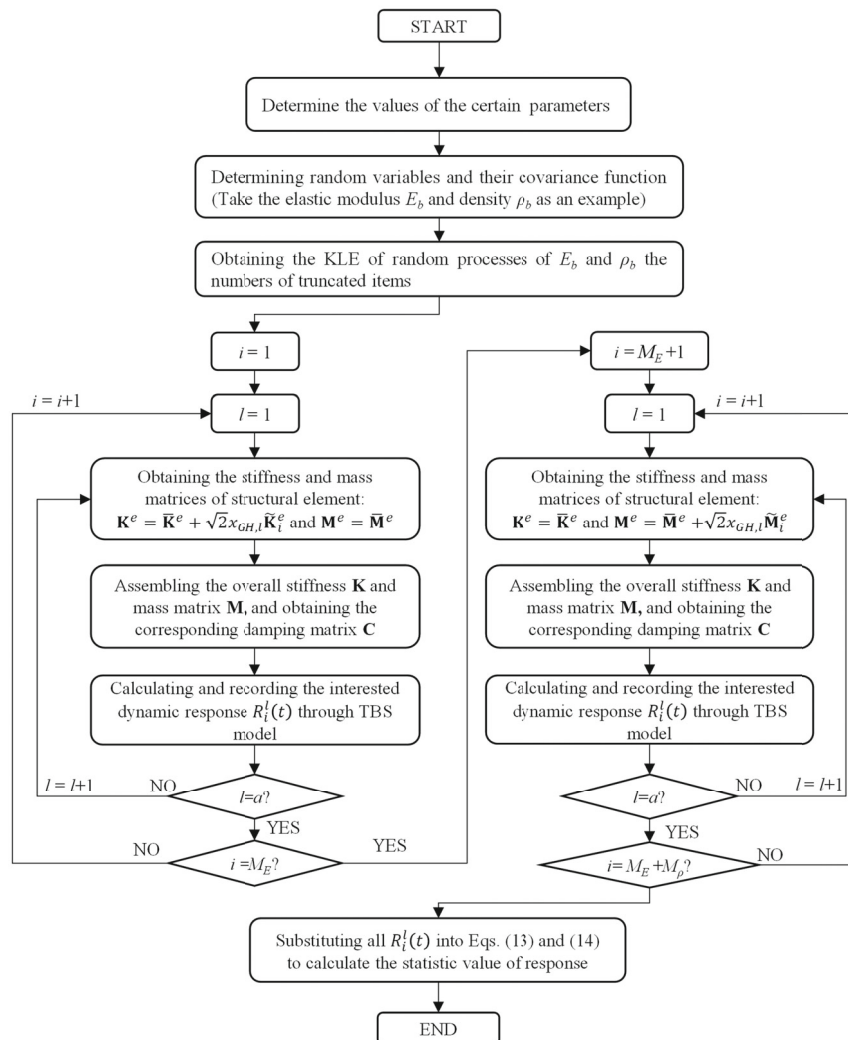 START
Determine the values of the certain parameters
Determining random variables and their covariance function
(Take the elastic modulus E_b and density ρ_b as an example)
Obtaining the KLE of random processes of E_b and ρ_b the
numbers of truncated items
i = 1
i = i+1
l = 1
Obtaining the stiffness and mass
matrices of structural element:
𝐊^e = 𝐊̄^e + √2x_{GH,l}𝐊̃_i^e and 𝐌^e = 𝐌̄^e
Assembling the overall stiffness 𝐊 and
mass matrix 𝐌, and obtaining the
corresponding damping matrix 𝐂
Calculating and recording the interested
dynamic response R_i^l(t) through TBS
model
l = l+1
NO
l=a?
YES
NO
i =M_E?
YES
i = M_E+1
l = 1
i = i+1
Obtaining the stiffness and mass
matrices of structural element:
𝐊^e = 𝐊̄^e and 𝐌^e = 𝐌̄^e +√2x_{GH,l}𝐌̃_i^e
Assembling the overall stiffness 𝐊 and
mass matrix 𝐌, and obtaining the
corresponding damping matrix 𝐂
Calculating and recording the interested
dynamic response R_i^l(t) through TBS
model
l=a?
NO
l = l+1
YES
i= M_E+M_ρ?
NO
Substituting all R_i^l(t) into Eqs. (13) and (14)
to calculate the statistic value of response
END